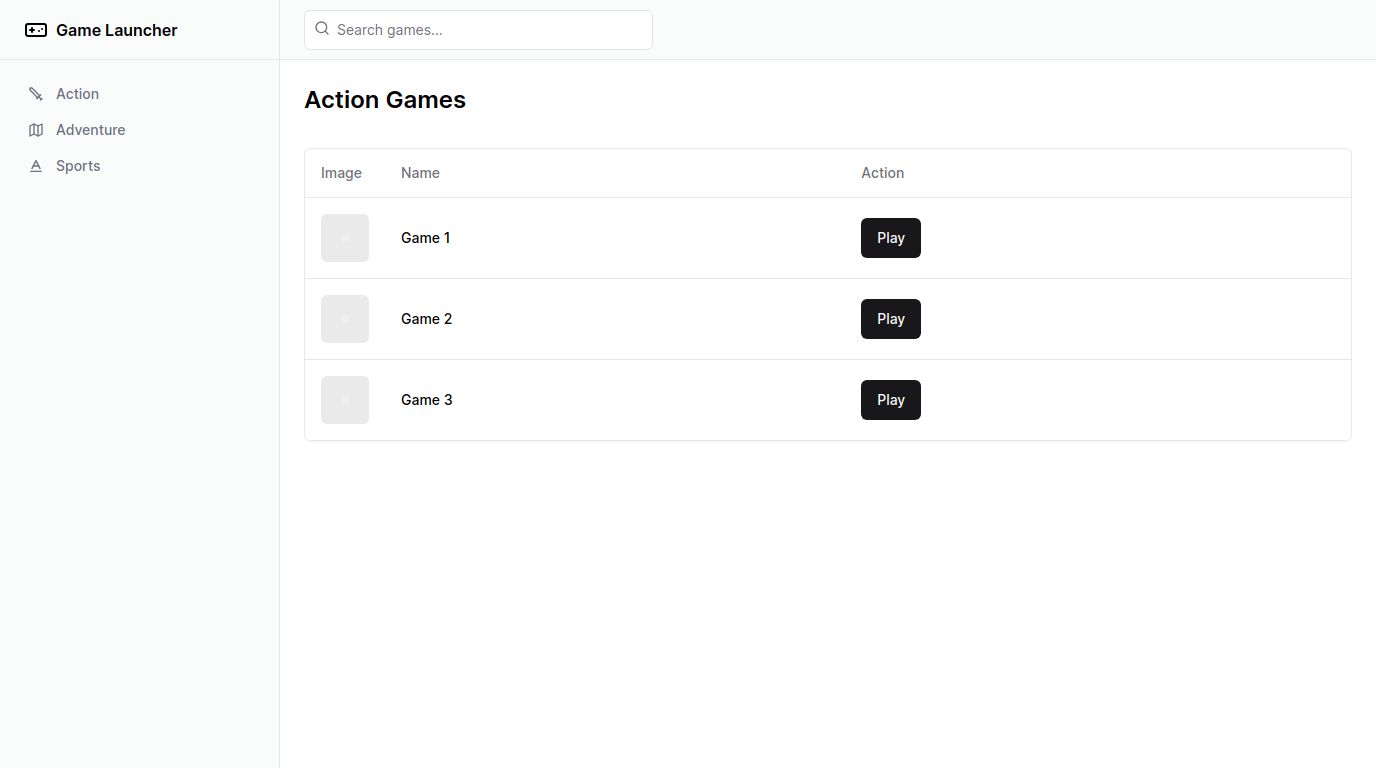 Game Launcher
Search games...
Action
Adventure
Sports
Action Games
Image Name Action
Game 1 Play
Game 2 Play
Game 3 Play